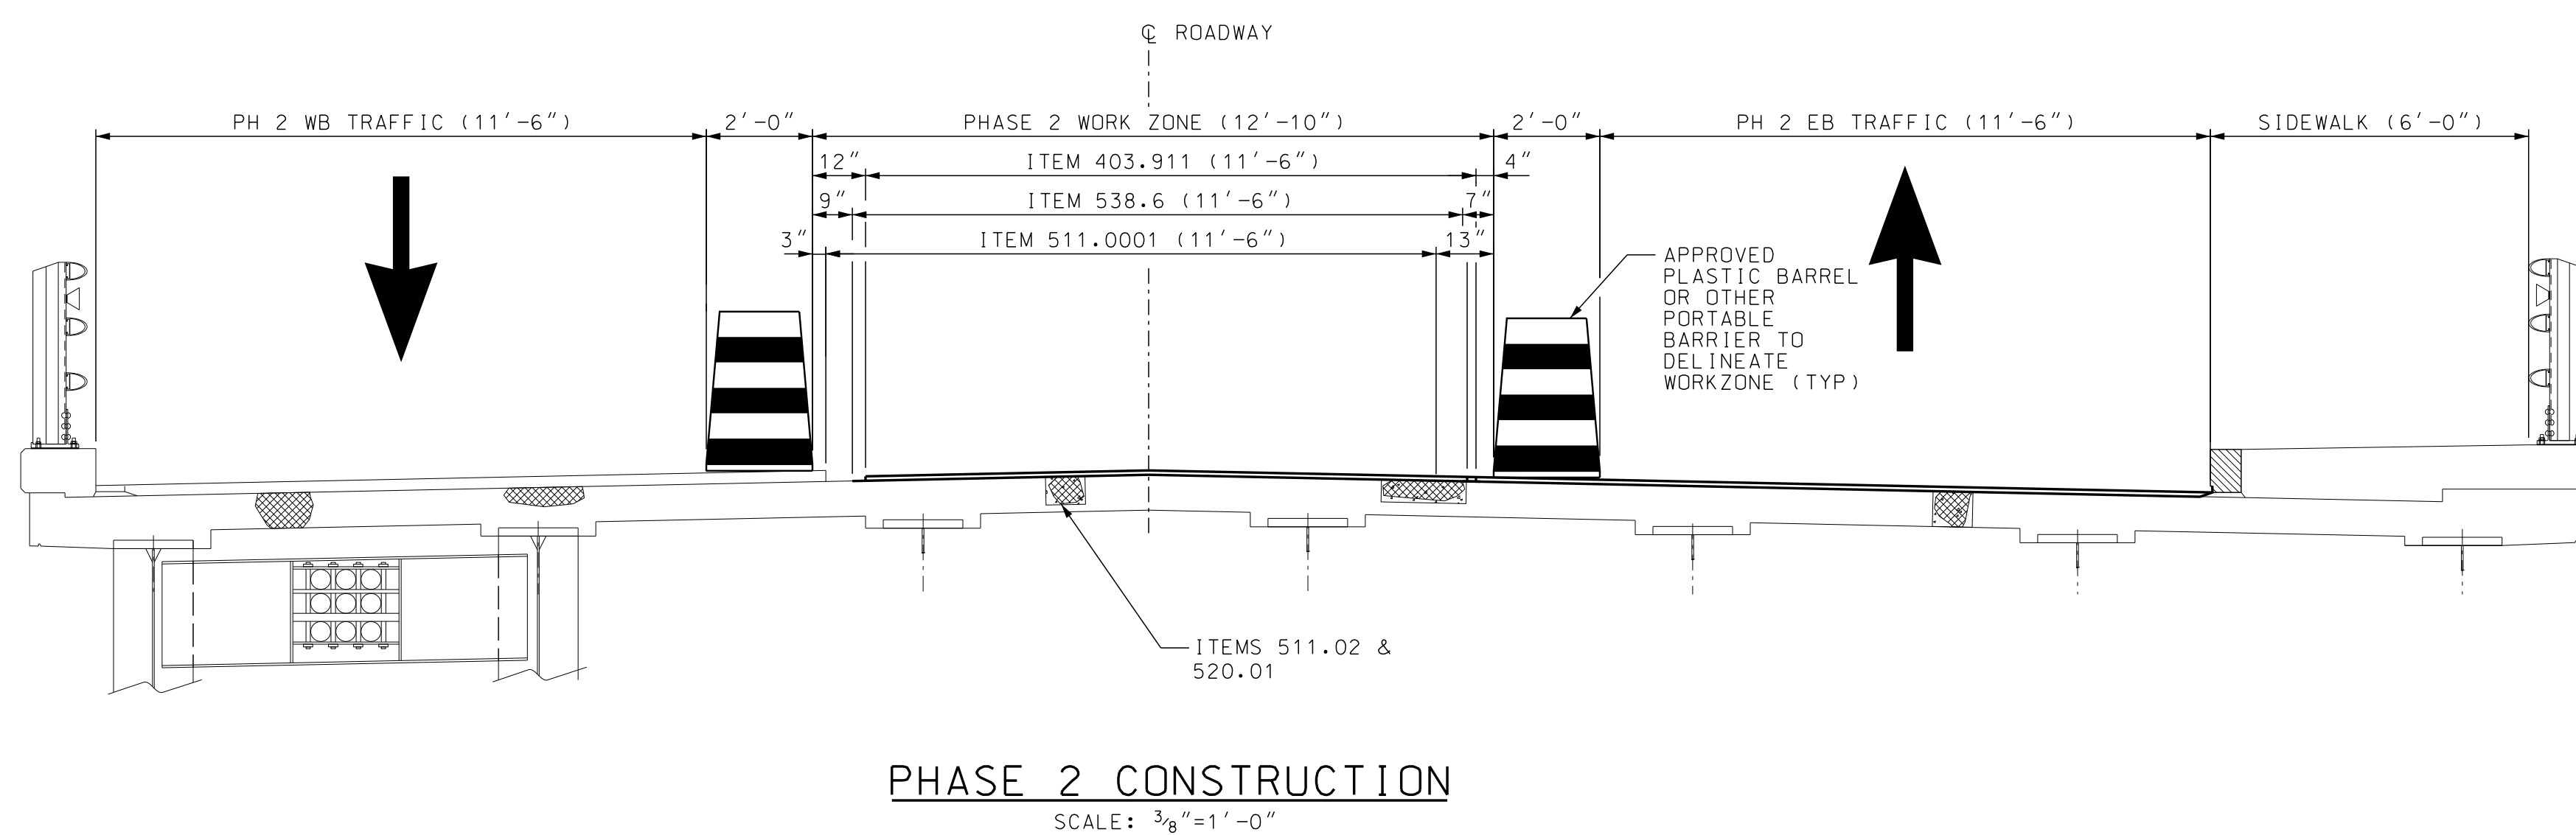 ℄ ROADWAY
PH 2 WB TRAFFIC (11'-6")
2'-0"
PHASE 2 WORK ZONE (12'-10")
2'-0"
PH 2 EB TRAFFIC (11'-6")
SIDEWALK (6'-0")
12"
ITEM 403.911 (11'-6")
4"
9"
ITEM 538.6 (11'-6")
7"
3"
ITEM 511.0001 (11'-6")
13"
APPROVED
PLASTIC BARREL
OR OTHER
PORTABLE
BARRIER TO
DELINEATE
WORKZONE (TYP)
ITEMS 511.02 &
520.01
PHASE 2 CONSTRUCTION
SCALE: 3/8"=1'-0"